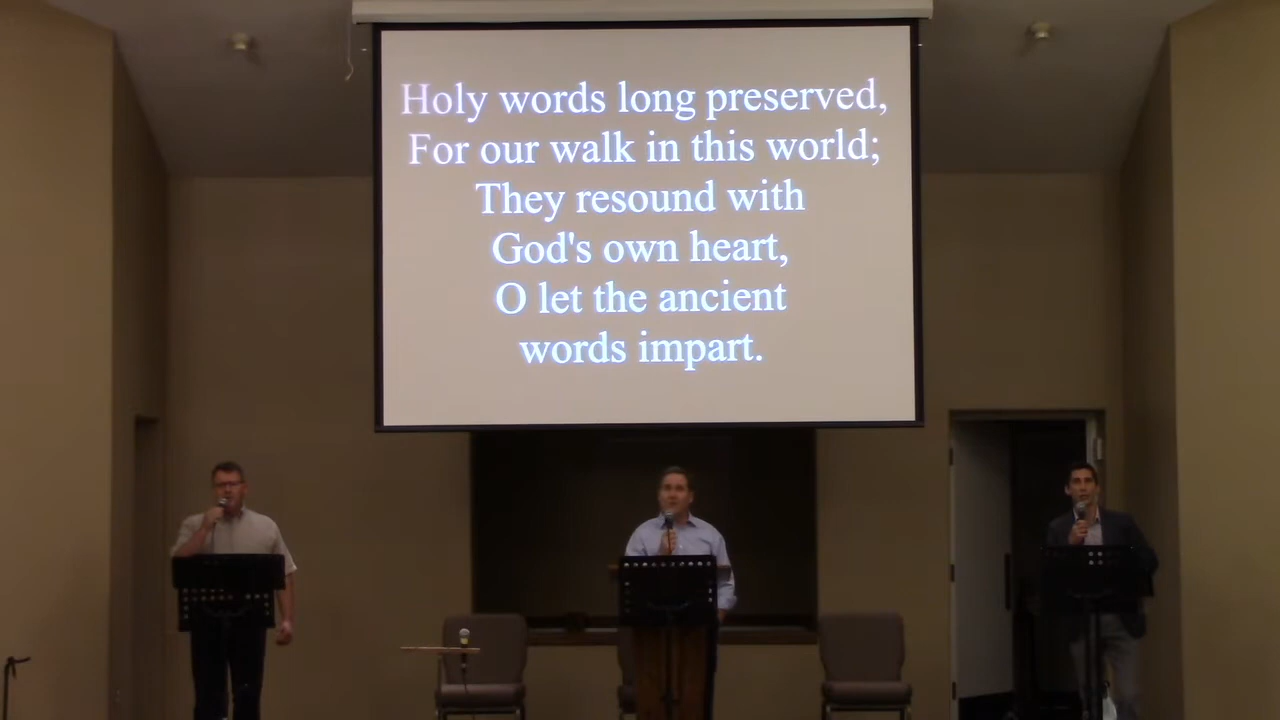 Holy words long preserved,
For our walk in this world;
They resound with
God's own heart,
O let the ancient
words impart.